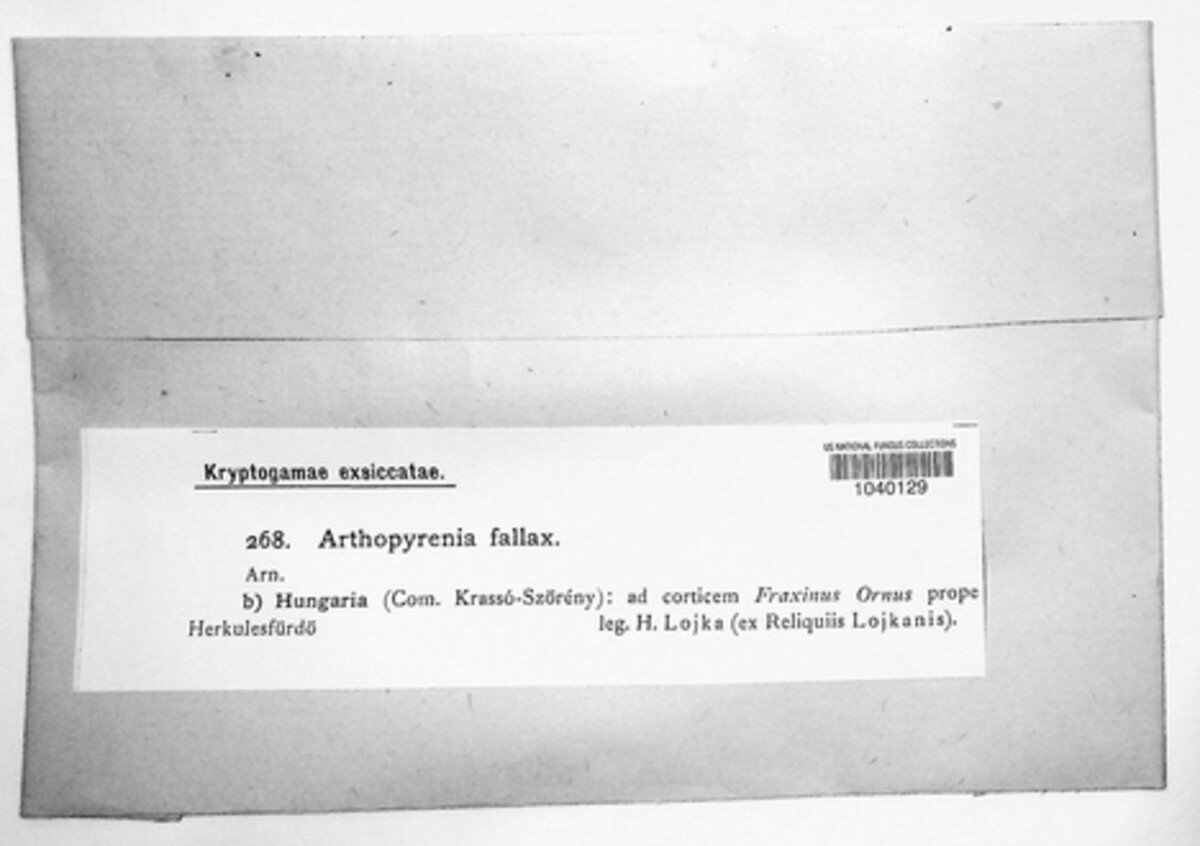 Kryptogamae exsiccatae.
US NATIONAL FUNGUS COLLECTIONS
1040129
268. Arthopyrenia fallax.
Arn.
b) Hungaria (Com. Krassó-Szörény): ad corticem Fraxinus Ornus prope
Herkulesfürdö leg. H. Lojka (ex Reliquiis Lojkanis).